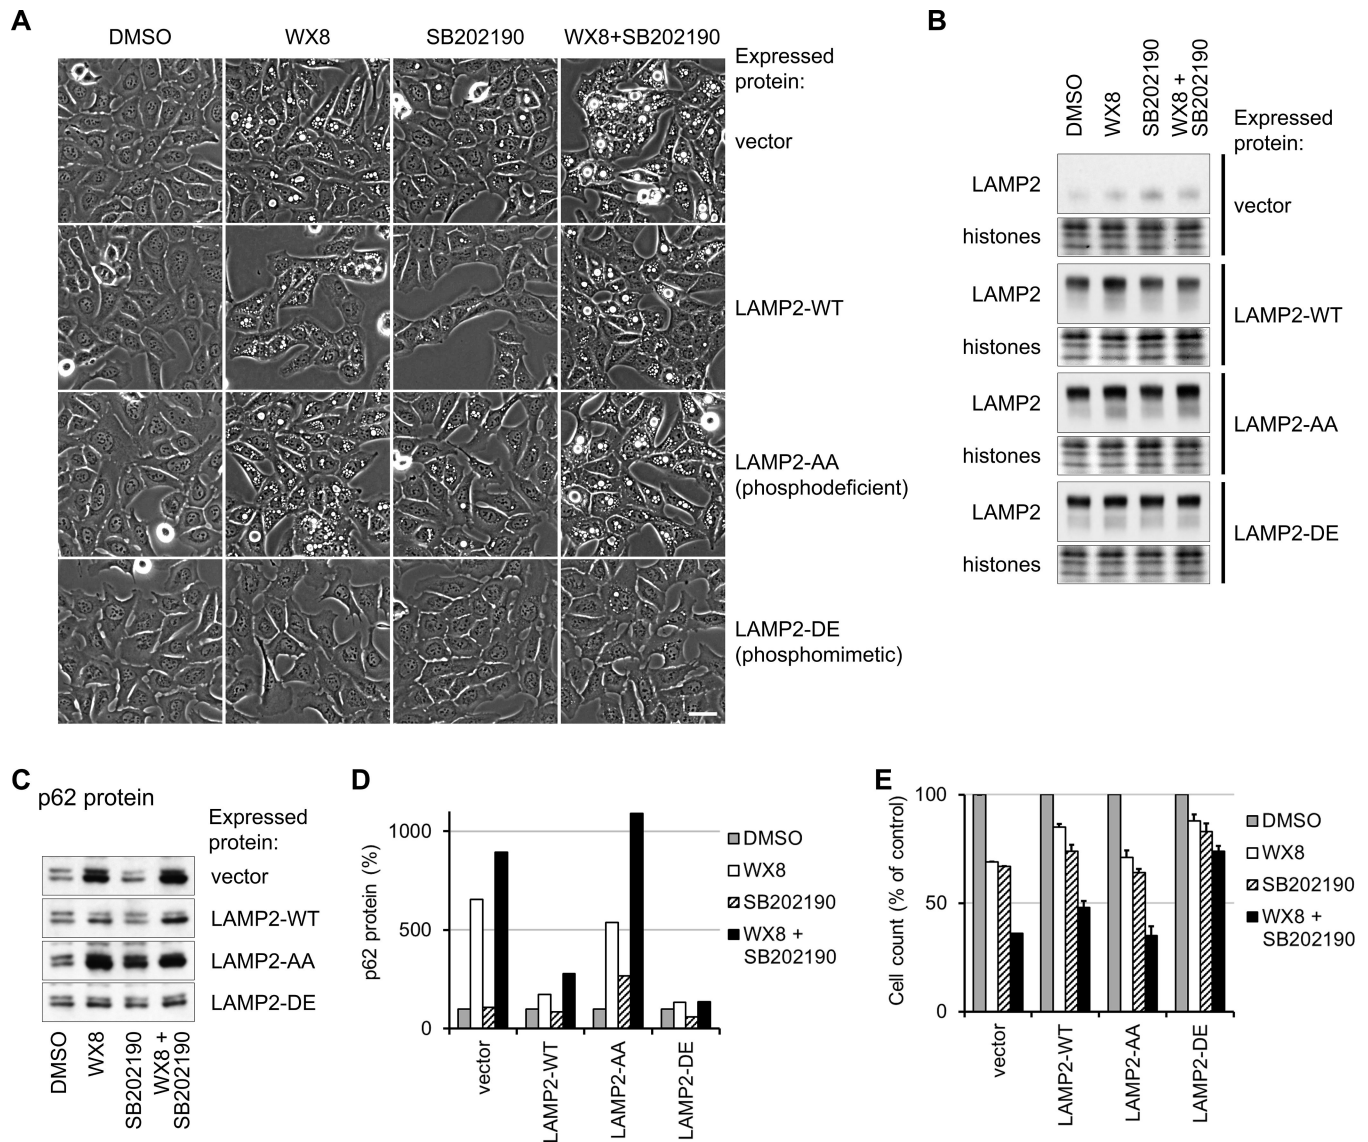 A
DMSO
WX8
SB202190
WX8+SB202190
Expressed
protein:
vector
LAMP2-WT
LAMP2-AA
(phosphodeficient)
LAMP2-DE
(phosphomimetic)
B
DMSO
WX8
SB202190
WX8 +
SB202190
Expressed
protein:
LAMP2
histones
vector
LAMP2
histones
LAMP2-WT
LAMP2
histones
LAMP2-AA
LAMP2
histones
LAMP2-DE
C
p62 protein
Expressed
protein:
vector
LAMP2-WT
LAMP2-AA
LAMP2-DE
DMSO
WX8
SB202190
WX8 +
SB202190
D
p62 protein (%)
1000
500
0
vector
LAMP2-WT
LAMP2-AA
LAMP2-DE
DMSO
WX8
SB202190
WX8 +
SB202190
E
Cell count (% of control)
100
50
0
vector
LAMP2-WT
LAMP2-AA
LAMP2-DE
DMSO
WX8
SB202190
WX8 +
SB202190